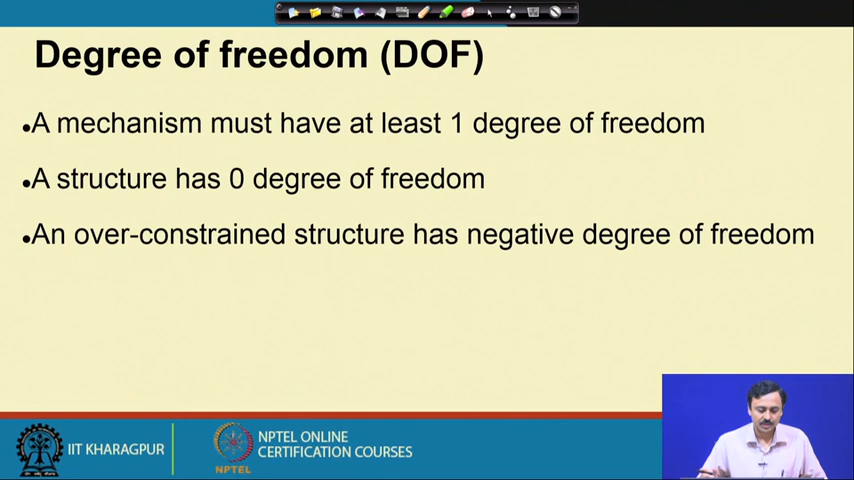 Degree of freedom (DOF)
•A mechanism must have at least 1 degree of freedom
•A structure has 0 degree of freedom
•An over-constrained structure has negative degree of freedom
IIT KHARAGPUR
NPTEL
NPTEL ONLINE
CERTIFICATION COURSES